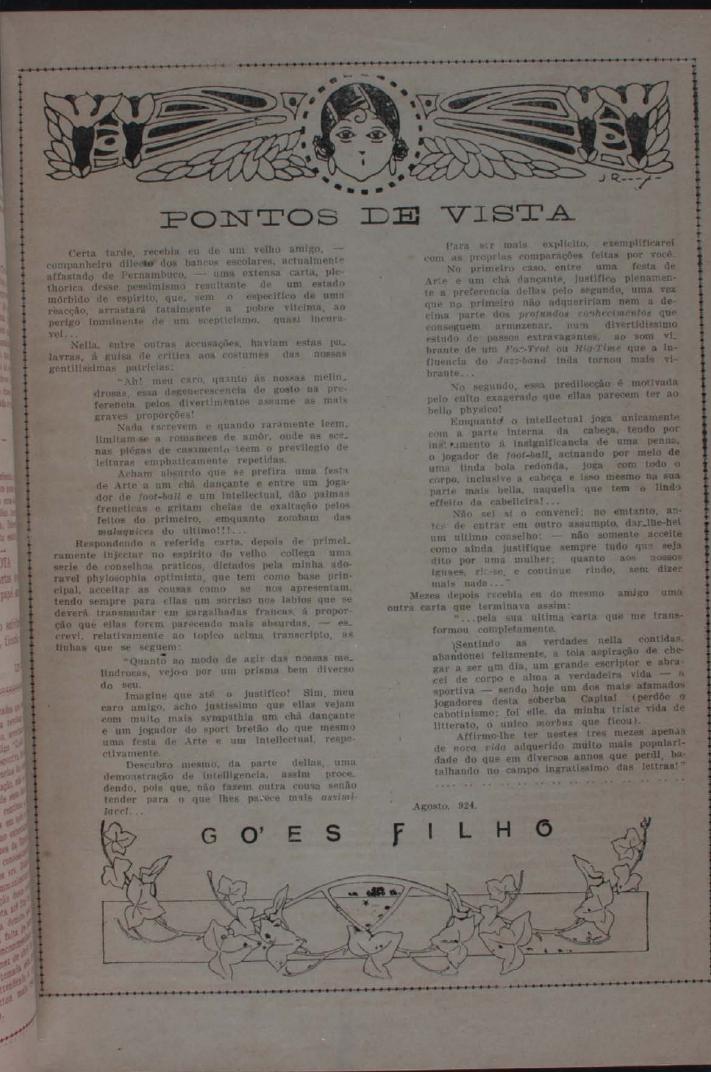 PONTOS DE VISTA
Certa tarde, recebia eu de um velho amigo, —
companheiro dilecto dos bancos escolares, actualmente
affastado de Pernambuco, — uma extensa carta, ple-
thorica desse pessimismo resultante de um estado
mórbido de espirito, que, sem o especifico de uma
reacção, arrastará fatalmente a pobre victima, ao
perigo imminente de um scepticismo, quasi incura-
vel...
Nella, entre outras accusações, haviam estas pa-
lavras, á guisa de critica aos costumes das nossas
gentilissimas patricias:
"Ah! meu caro, quanto ás nossas melin-
drosas, essa degenerescencia de gosto na pre-
ferencia pelos divertimentos assume as mais
graves proporções!
Nada escrevem e quando raramente leem,
limitam-se a romances de amôr, onde as sce-
nas piégas de casamento teem o previlegio de
leituras emphaticamente repetidas.
Acham absurdo que se prefira uma festa
de Arte a um chá dançante e entre um joga-
dor de foot-ball e um intellectual, dão palmas
freneticas e gritam cheias de exaltação pelos
feitos do primeiro, emquanto zombam das
maluquices do ultimo!!!...
Respondendo a referida carta, depois de primei-
ramente injectar no espirito do velho collega uma
serie de conselhos praticos, dictados pela minha ado-
ravel phylosophia optimista, que tem como base prin-
cipal, acceitar as cousas como se nos apresentam,
tendo sempre para ellas um sorriso nos labios que se
deverá transmudar em gargalhadas francas, á propor-
ção que ellas forem parecendo mais absurdas, — es-
crevi, relativamente ao topico acima transcripto, as
linhas que se seguem:
"Quanto ao modo de agir das nossas me-
lindrosas, vejo-o por um prisma bem diverso
do seu.
Imagine que até o justifico! Sim, meu
caro amigo, acho justissimo que ellas vejam
com muito mais sympathia um chá dançante
e um jogador do sport bretão do que mesmo
uma festa de Arte e um intellectual, respe-
ctivamente.
Descubro mesmo, da parte dellas, uma
demonstração de intelligencia, assim proce-
dendo, pois que, não fazem outra cousa senão
tender para o que lhes parece mais assimi-
lavel...
Para ser mais explicito, exemplificarei
com as proprias comparações feitas por você.
No primeiro caso, entre uma festa de
Arte e um chá dançante, justifico plenamen-
te a preferencia dellas pelo segundo, uma vez
que no primeiro não adqueririam nem a de-
cima parte dos profundos conhecimentos que
conseguem armazenar, num divertidissimo
estudo de passos extravagantes, ao som vi-
brante de um Fox-Trot ou Rig-Time que a in-
fluencia do Jazz-band inda tornou mais vi-
brante...
No segundo, essa predilecção é motivada
pelo culto exagerado que ellas parecem ter ao
bello physico!
Emquanto o intellectual joga unicamente
com a parte interna da cabeça, tendo por
instrumento á insignificancia de uma penna,
o jogador de foot-ball, acinando por meio de
uma linda bola redonda, joga com todo o
corpo, inclusive a cabeça e isso mesmo na sua
parte mais bella, naquella que tem o lindo
effeito da cabelleira!...
Não sei si o convenci; no emtanto, an-
tes de entrar em outro assumpto, dar-lhe-hei
um ultimo conselho: — não somente acceite
como ainda justifique sempre tudo que seja
dito por uma mulher; quanto aos nossos
iguaes, ria-se, e continue rindo, sem dizer
mais nada..."
Mezes depois recebia eu do mesmo amigo uma
outra carta que terminava assim:
"...pela sua ultima carta que me trans-
formou completamente.
Sentindo as verdades nella contidas,
abandonei felizmente, a tola aspiração de che-
gar a ser um dia, um grande escriptor e abra-
cei de corpo e alma a verdadeira vida — a
sportiva — sendo hoje um dos mais afamados
jogadores desta soberba Capital (perdõe o
cabotinismo; foi elle, da minha triste vida de
litterato, o unico morbus que ficou).
Affirmo-lhe ter nestes tres mezes apenas
de nova vida adquerido muito mais populari-
dade do que em diversos annos que perdi, ba-
talhando no campo ingratissimo das lettras!"
Agosto, 924.
GO'ES FILHO